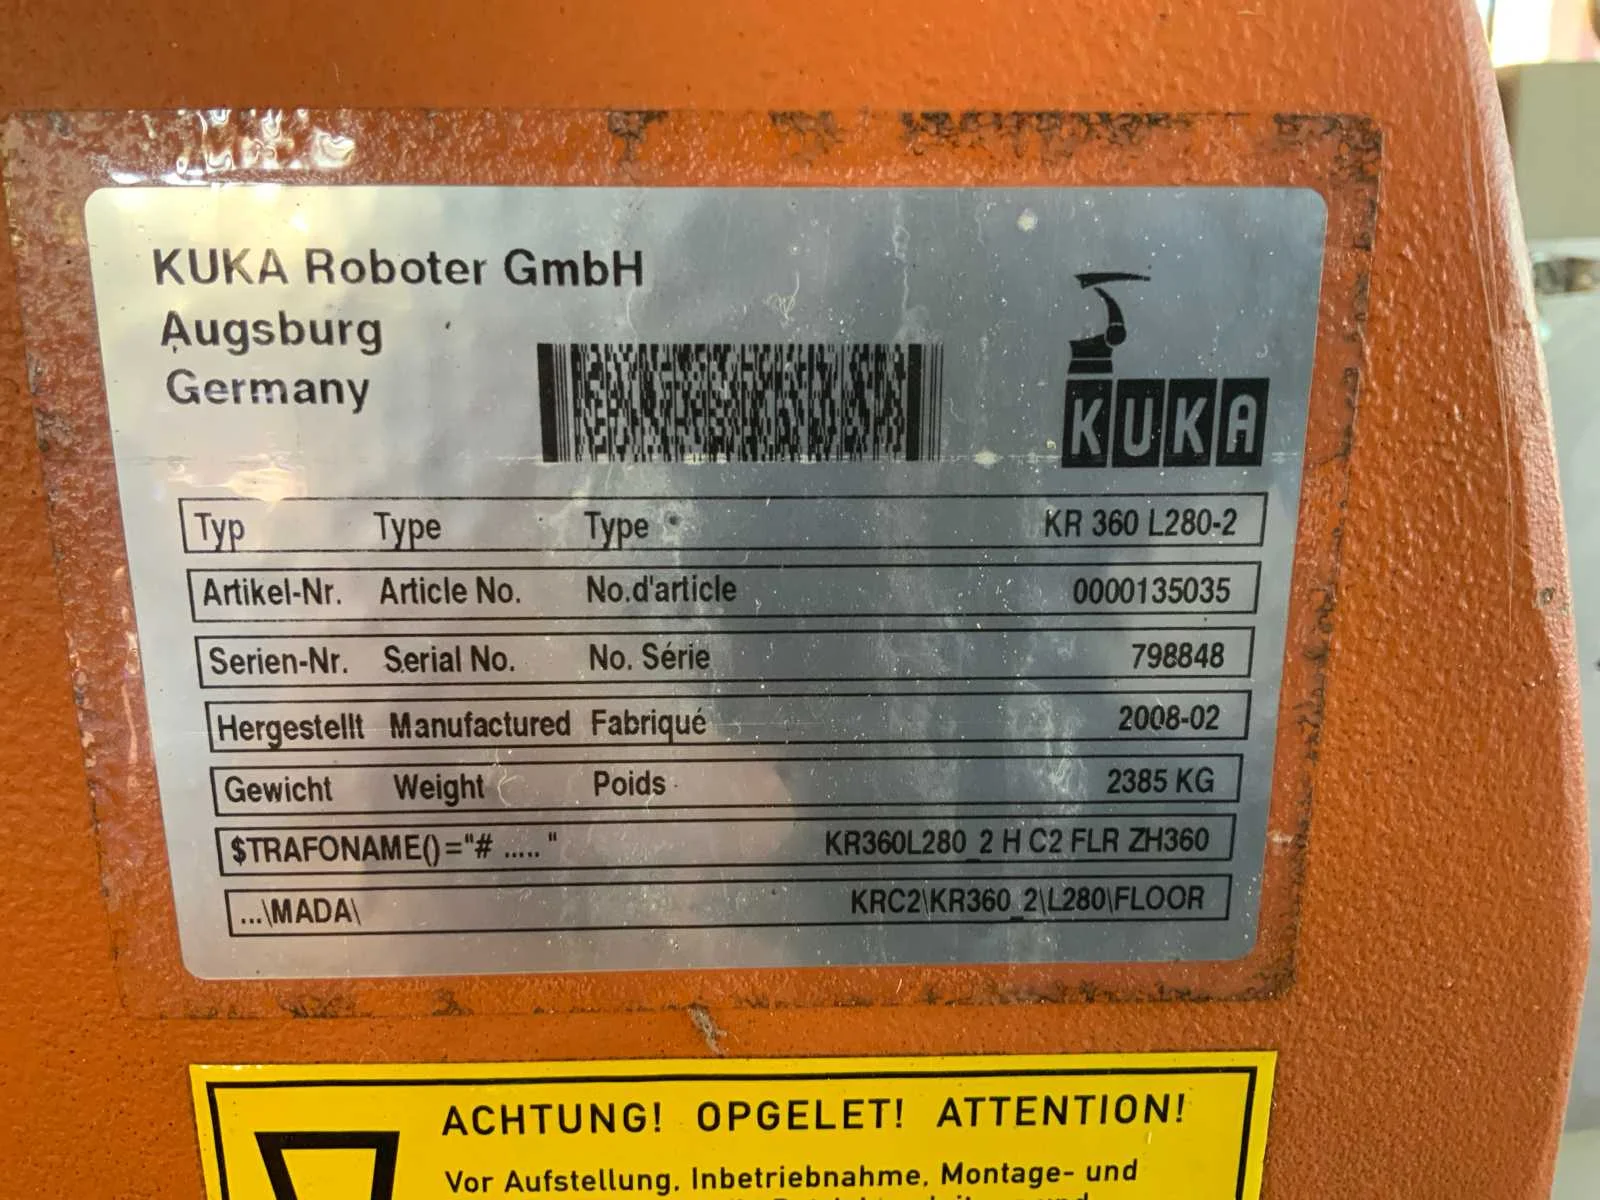 KUKA Roboter GmbH
Augsburg
Germany
KUKA
Typ Type Type KR 360 L280-2
Artikel-Nr. Article No. No.d'article 0000135035
Serien-Nr. Serial No. No. Série 798848
Hergestellt Manufactured Fabriqué 2008-02
Gewicht Weight Poids 2385 KG
$TRAFONAME()="# ..... " KR360L280_2 H C2 FLR ZH360
...\MADA\ KRC2\KR360_2\L280\FLOOR
ACHTUNG! OPGELET! ATTENTION!
Vor Aufstellung, Inbetriebnahme, Montage- und